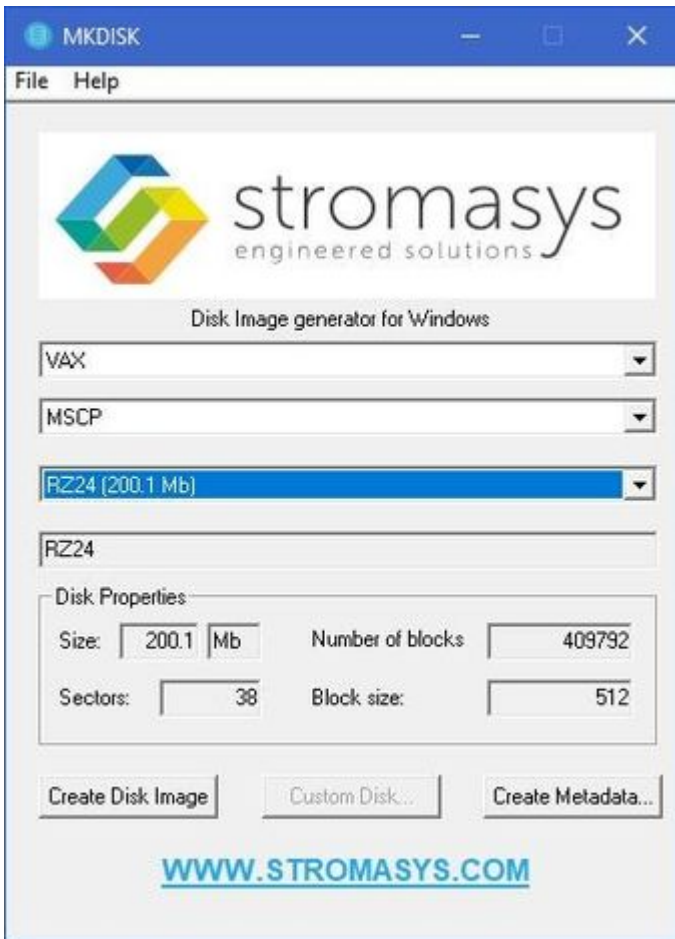 MKDISK
File Help
stromasys
engineered solutions
Disk Image generator for Windows
VAX
MSCP
RZ24 (200.1 Mb)
RZ24
Disk Properties
Size: 200.1 Mb Number of blocks 409792
Sectors: 38 Block size: 512
Create Disk Image Custom Disk... Create Metadata...
WWW.STROMASYS.COM